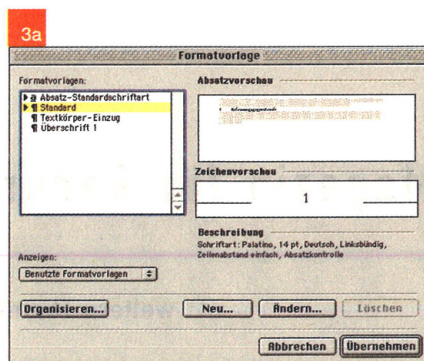 3a
Formatvorlage
Formatvorlagen:
a Absatz-Standardschriftart
¶ Standard
¶ Textkörper-Einzug
¶ Überschrift 1
Absatzvorschau
Zeichenvorschau
1
Beschreibung
Schriftart: Palatino, 14 pt, Deutsch, Linksbündig,
Zeilenabstand einfach, Absatzkontrolle
Anzeigen:
Benutzte Formatvorlagen
Organisieren...
Neu...
Ändern...
Löschen
Abbrechen
Übernehmen